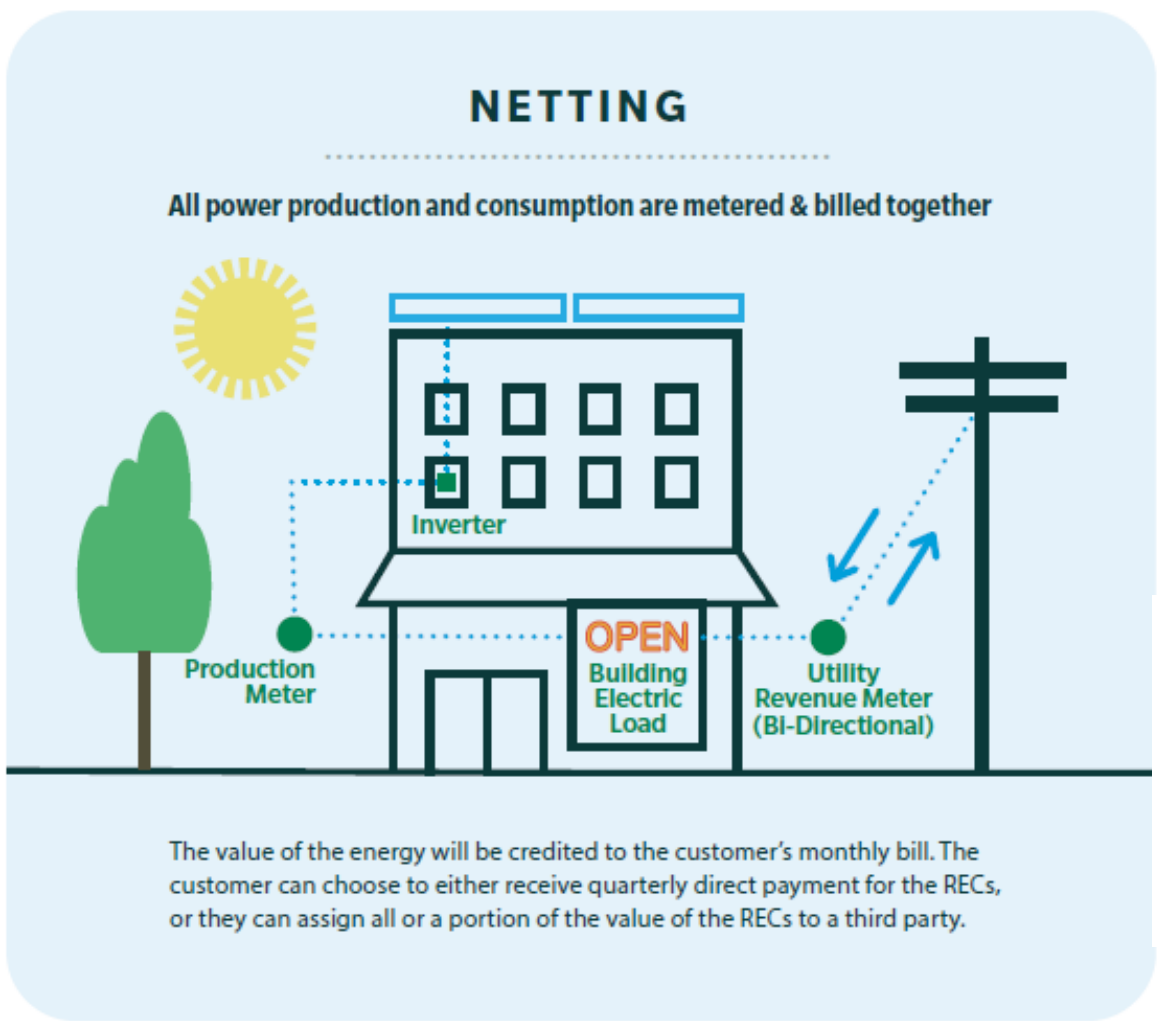 NETTING
All power production and consumption are metered & billed together
Inverter
Production
Meter
OPEN
Building
Electric
Load
Utility
Revenue Meter
(Bi-Directional)
The value of the energy will be credited to the customer’s monthly bill. The
customer can choose to either receive quarterly direct payment for the RECs,
or they can assign all or a portion of the value of the RECs to a third party.